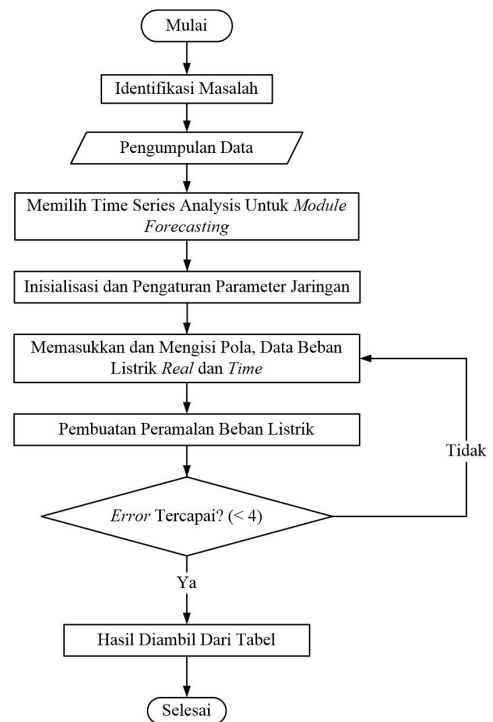 Mulai
Identifikasi Masalah
Pengumpulan Data
Memilih Time Series Analysis Untuk Module
Forecasting
Inisialisasi dan Pengaturan Parameter Jaringan
Memasukkan dan Mengisi Pola, Data Beban
Listrik Real dan Time
Pembuatan Peramalan Beban Listrik
Tidak
Error Tercapai? (< 4)
Ya
Hasil Diambil Dari Tabel
Selesai